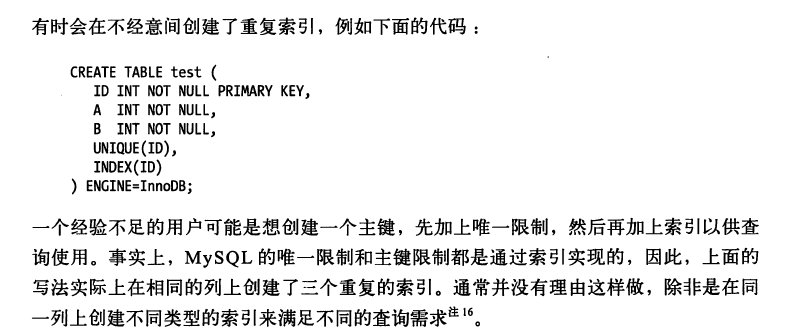 有时会在不经意间创建了重复索引，例如下面的代码：
CREATE TABLE test (
ID INT NOT NULL PRIMARY KEY,
A INT NOT NULL,
B INT NOT NULL,
UNIQUE(ID),
INDEX(ID)
) ENGINE=InnoDB;
一个经验不足的用户可能是想创建一个主键，先加上唯一限制，然后再加上索引以供查
询使用。事实上，MySQL 的唯一限制和主键限制都是通过索引实现的，因此，上面的
写法实际上在相同的列上创建了三个重复的索引。通常并没有理由这样做，除非是在同
一列上创建不同类型的索引来满足不同的查询需求注16。